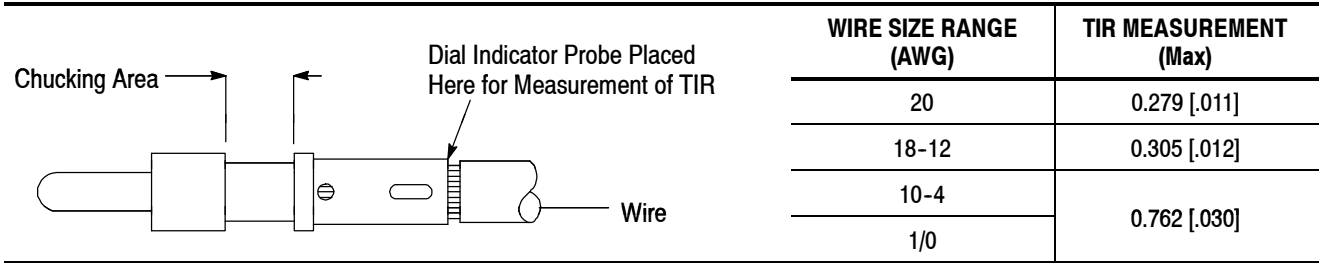 Chucking Area
Dial Indicator Probe Placed
Here for Measurement of TIR
Wire
WIRE SIZE RANGE
(AWG)
TIR MEASUREMENT
(Max)
20
0.279 [.011]
18-12
0.305 [.012]
10-4
0.762 [.030]
1/0